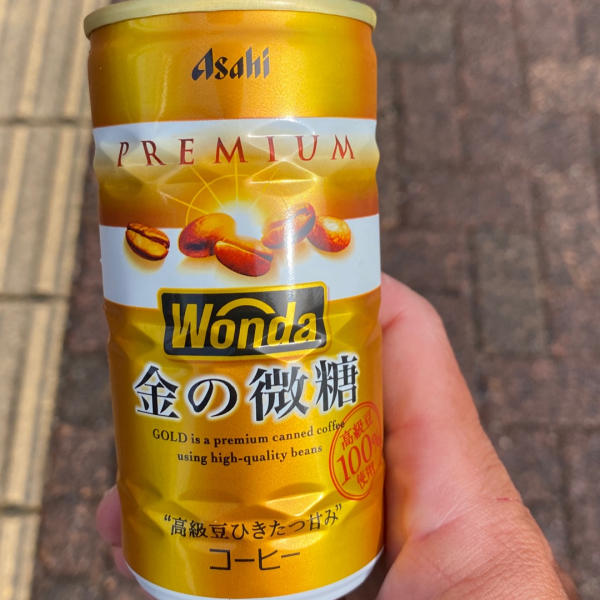 Asahi
PREMIUM
Wonda
金の微糖
GOLD is a premium canned coffee
using high-quality beans
高級豆
100%
使用
“高級豆ひきたつ甘み”
コーヒー